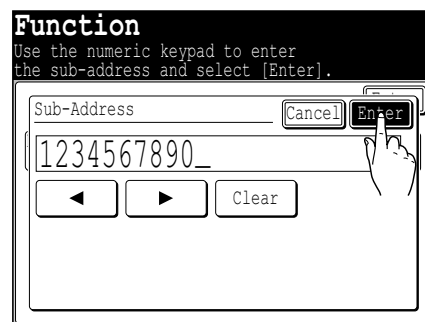 Function
Use the numeric keypad to enter
the sub-address and select [Enter].
Sub-Address
Cancel
Enter
1234567890_
◄
►
Clear